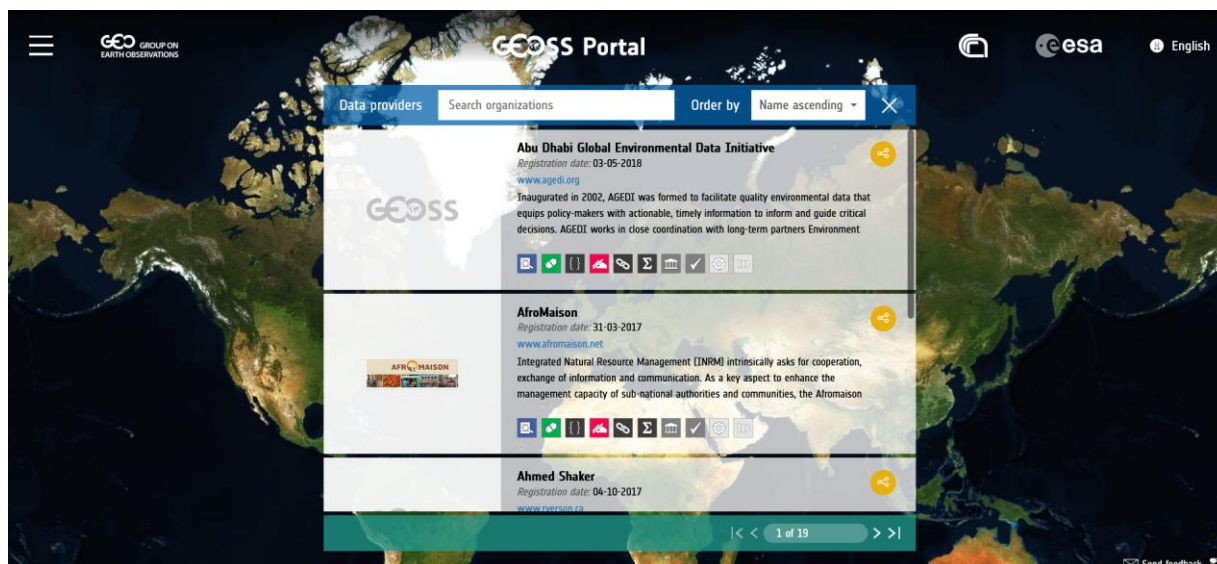 GEO GROUP ON
EARTH OBSERVATIONS
GEOSS Portal
esa
English
Data providers
Search organizations
Order by
Name ascending
Abu Dhabi Global Environmental Data Initiative
Registration date: 03-05-2018
www.agedi.org
Inaugurated in 2002, AGEDI was formed to facilitate quality environmental data that
equips policy-makers with actionable, timely information to inform and guide critical
decisions. AGEDI works in close coordination with long-term partners Environment
GEOSS
{} Σ
AfroMaison
Registration date: 31-03-2017
www.afromaison.net
Integrated Natural Resource Management [INRM] intrinsically asks for cooperation,
exchange of information and communication. As a key aspect to enhance the
management capacity of sub-national authorities and communities, the Afromaison
AFROMAISON
{} Σ
Ahmed Shaker
Registration date: 04-10-2017
www.ryerson.ca
|< < 1 of 19 > >|
Send feedback